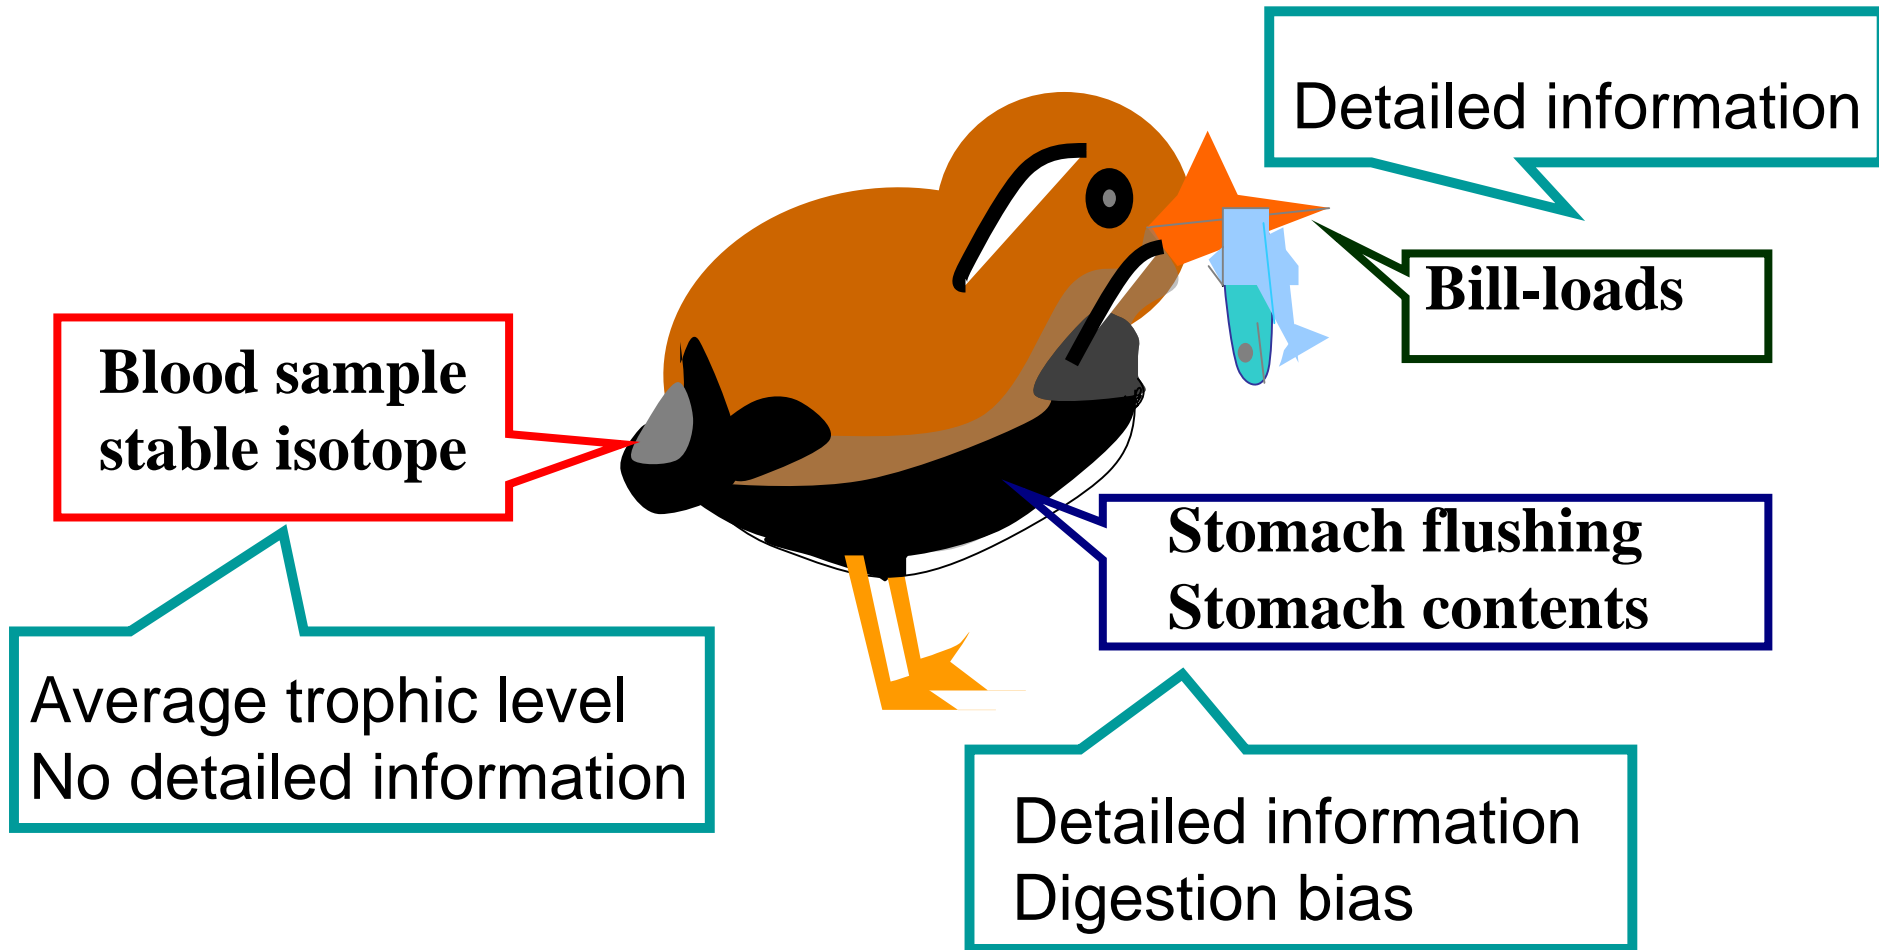 Detailed information
Bill-loads
Blood sample
stable isotope
Stomach flushing
Stomach contents
Average trophic level
No detailed information
Detailed information
Digestion bias